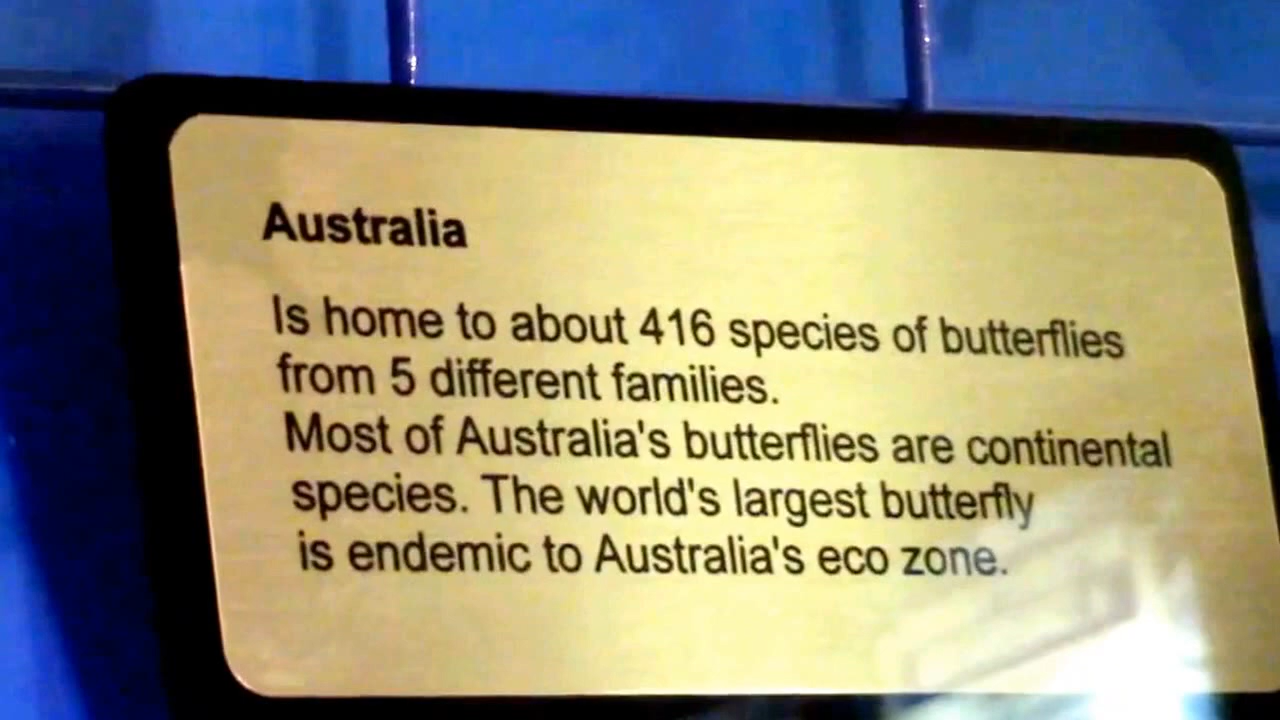 Australia
Is home to about 416 species of butterflies
from 5 different families.
Most of Australia's butterflies are continental
species. The world's largest butterfly
is endemic to Australia's eco zone.